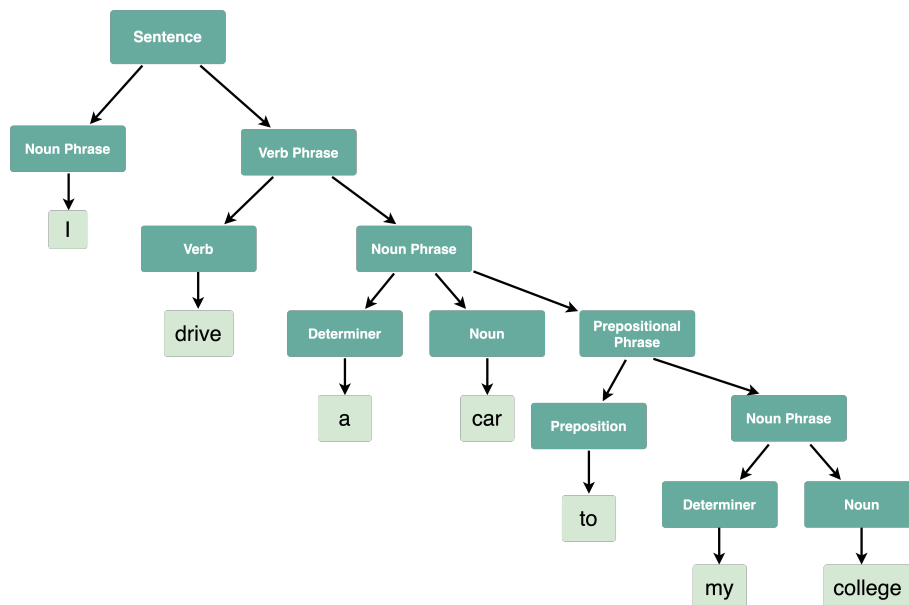 Sentence
Noun Phrase
Verb Phrase
I
Verb
Noun Phrase
drive
Determiner
Noun
Prepositional
Phrase
a
car
Preposition
Noun Phrase
to
Determiner
Noun
my
college